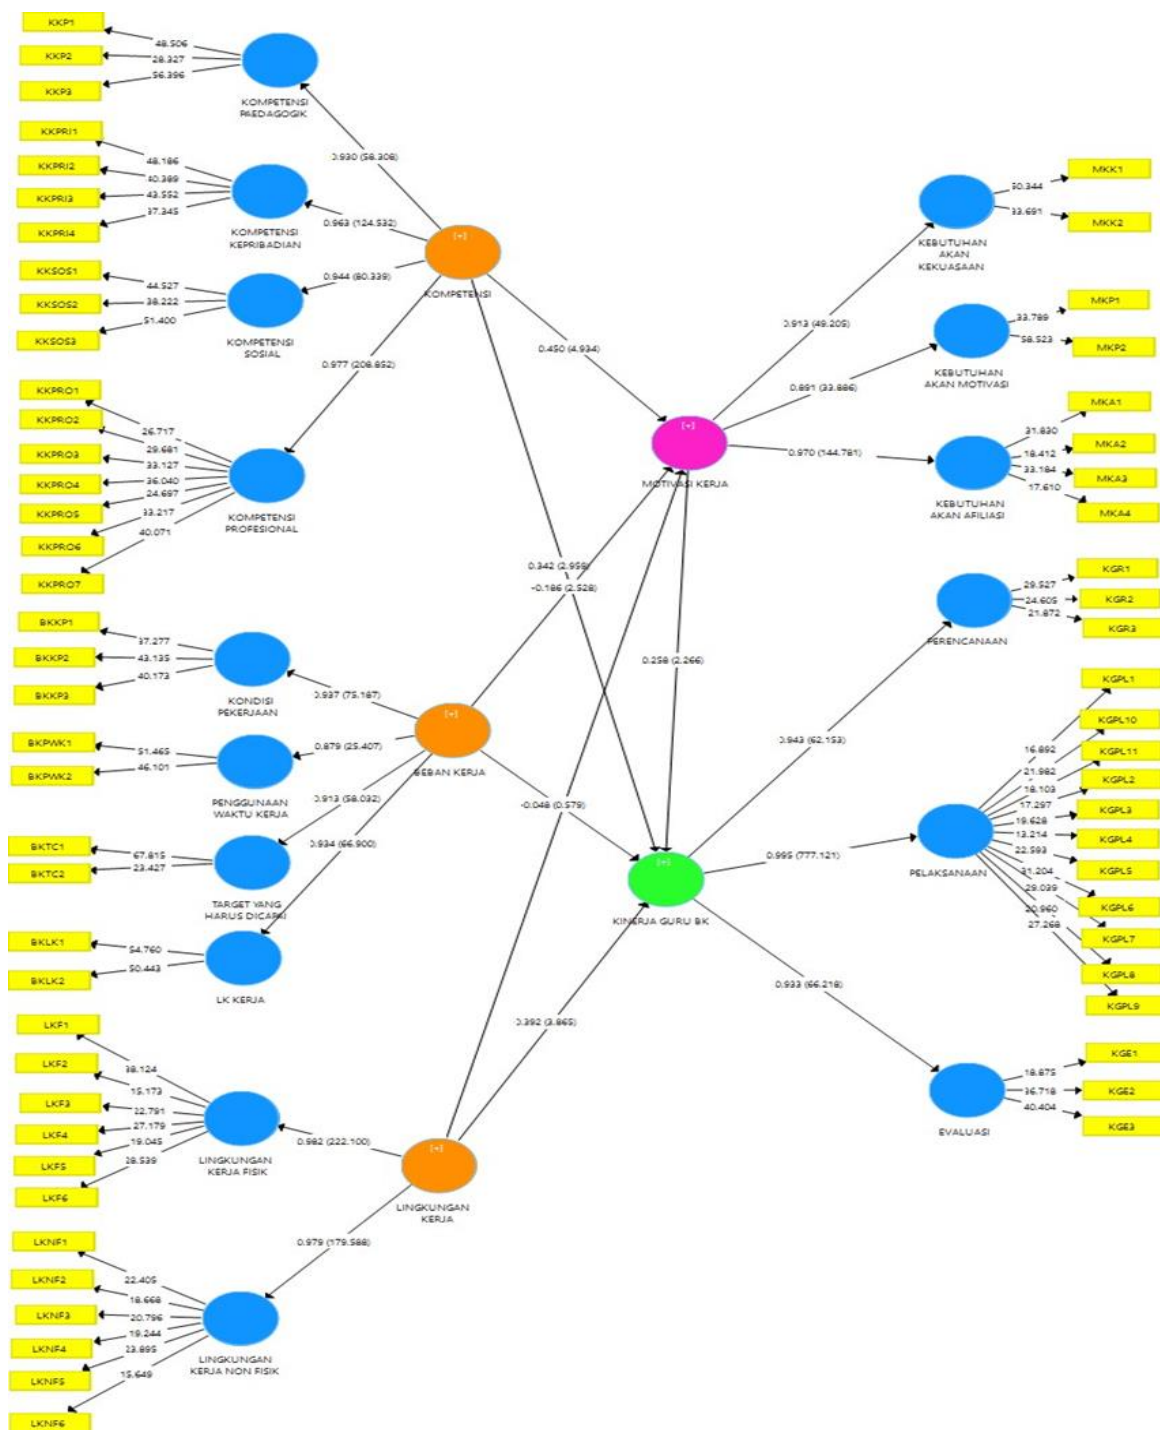 KKP1
KKP2
KKP3
48.506
28.327
56.396
KOMPETENSI
PAEDAGOGIK
KKPRI1
KKPRI2
KKPRI3
KKPRI4
48.186
40.389
43.552
37.345
KOMPETENSI
KEPRIBADIAN
KKSOS1
KKSOS2
KKSOS3
44.527
38.222
51.400
KOMPETENSI
SOSIAL
KKPRO1
KKPRO2
KKPRO3
KKPRO4
KKPRO5
KKPRO6
KKPRO7
26.717
29.681
33.127
36.040
24.697
33.217
40.071
KOMPETENSI
PROFESIONAL
0.930 (58.308)
0.963 (124.532)
0.944 (80.339)
0.977 (208.852)
[+]
KOMPETENSI
0.450 (4.934)
0.342 (2.958)
BKKP1
BKKP2
BKKP3
37.277
43.135
40.173
KONDISI
PEKERJAAN
BKPWK1
BKPWK2
51.465
46.101
PENGGUNAAN
WAKTU KERJA
BKTC1
BKTC2
67.815
23.427
TARGET YANG
HARUS DICAPAI
BKLK1
BKLK2
54.760
50.443
LK KERJA
0.937 (75.187)
0.879 (25.407)
0.913 (58.032)
0.934 (66.900)
[+]
BEBAN KERJA
-0.186 (2.528)
-0.048 (0.579)
LKF1
LKF2
LKF3
LKF4
LKF5
LKF6
38.124
15.173
22.791
27.179
19.045
28.539
LINGKUNGAN
KERJA FISIK
LKNF1
LKNF2
LKNF3
LKNF4
LKNF5
LKNF6
22.405
18.668
20.796
19.244
23.895
15.649
LINGKUNGAN
KERJA NON FISIK
0.982 (222.100)
0.979 (179.588)
[+]
LINGKUNGAN
KERJA
0.392 (3.865)
[+]
MOTIVASI KERJA
0.258 (2.266)
0.913 (49.205)
0.891 (33.886)
0.970 (144.781)
KEBUTUHAN
AKAN
KEKUASAAN
50.344
33.691
MKK1
MKK2
KEBUTUHAN
AKAN MOTIVASI
33.789
58.523
MKP1
MKP2
KEBUTUHAN
AKAN AFILIASI
31.830
18.412
33.184
17.610
MKA1
MKA2
MKA3
MKA4
[+]
KINERJA GURU BK
0.943 (62.153)
0.995 (777.121)
0.933 (66.218)
PERENCANAAN
29.527
24.605
21.872
KGR1
KGR2
KGR3
PELAKSANAAN
16.892
21.982
18.103
17.297
19.628
13.214
22.593
31.204
29.039
20.960
27.268
KGPL1
KGPL10
KGPL11
KGPL2
KGPL3
KGPL4
KGPL5
KGPL6
KGPL7
KGPL8
KGPL9
EVALUASI
18.875
36.718
40.404
KGE1
KGE2
KGE3